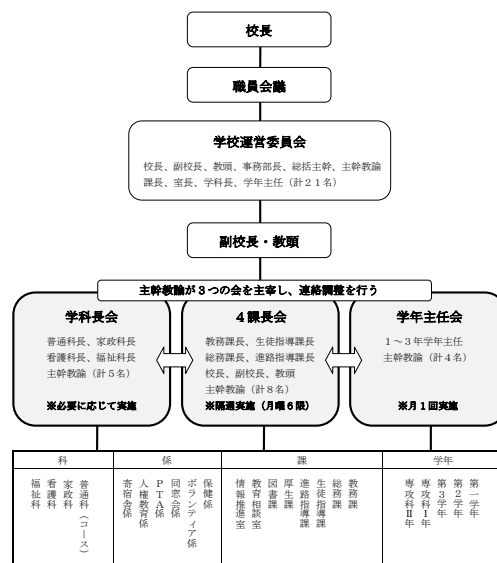 校長
職員会議
学校運営委員会
校長、副校長、教頭、事務部長、総括主幹、主幹教諭
課長、室長、学科長、学年主任（計２１名）
副校長・教頭
主幹教諭が３つの会を主宰し、連絡調整を行う
学科長会
普通科長、家政科長
看護科長、福祉科長
主幹教諭（計５名）
※必要に応じて実施
４課長会
教務課長、生徒指導課長
総務課長、進路指導課長
校長、副校長、教頭
主幹教諭（計８名）
※隔週実施（月曜６限）
学年主任会
１～３年学年主任
主幹教諭（計４名）
※月１回実施
科
係
課
学年
普通科（コース）
家政科
看護科
福祉科
保健係
ボランティア係
同窓会係
ＰＴＡ係
人権教育係
寄宿舎係
教務課
総務課
生徒指導課
進路指導課
厚生課
図書課
教育相談室
情報推進室
第一学年
第２学年
第３学年
専攻科Ⅰ年
専攻科Ⅱ年